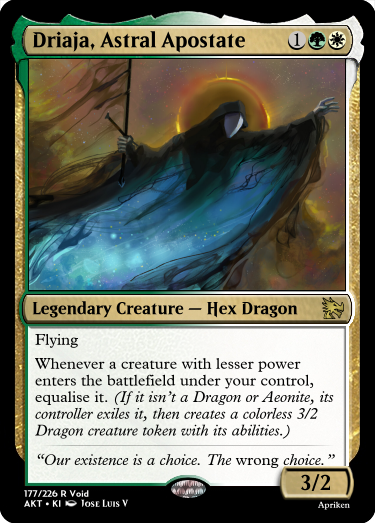 Driaja, Astral Apostate
1
Legendary Creature — Hex Dragon
Flying
Whenever a creature with lesser power
enters the battlefield under your control,
equalise it. (If it isn't a Dragon or Aeonite, its
controller exiles it, then creates a colorless 3/2
Dragon creature token with its abilities.)
“Our existence is a choice. The wrong choice.”
3/2
177/226 R Void
AKT • KI Jose Luis V
Apriken